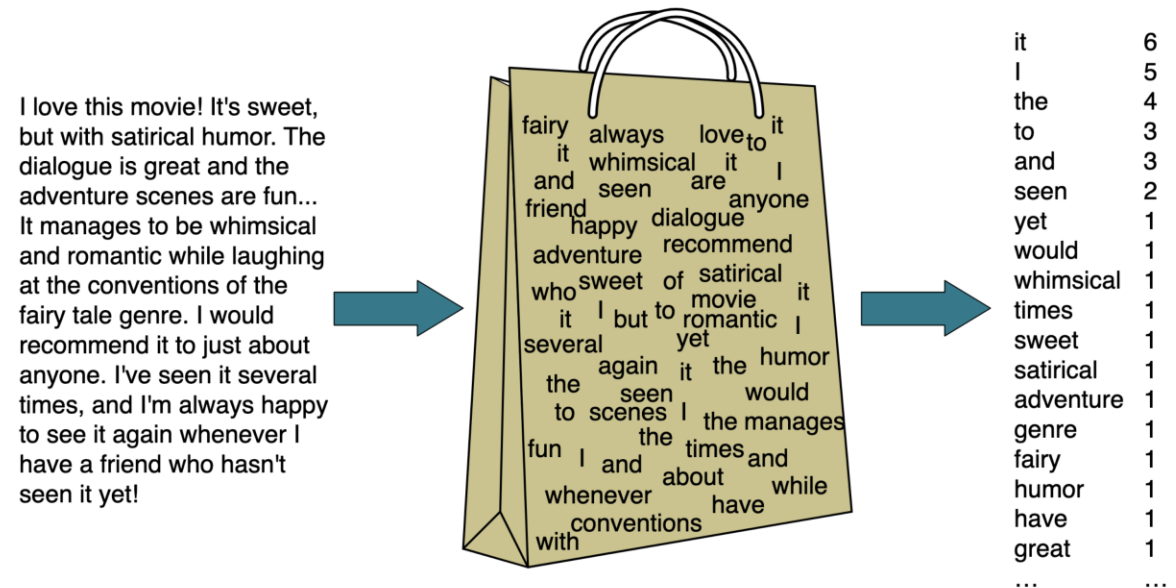 I love this movie! It's sweet,
but with satirical humor. The
dialogue is great and the
adventure scenes are fun...
It manages to be whimsical
and romantic while laughing
at the conventions of the
fairy tale genre. I would
recommend it to just about
anyone. I've seen it several
times, and I'm always happy
to see it again whenever I
have a friend who hasn't
seen it yet!
fairy always love to it
it whimsical it I
and seen are anyone
friend happy dialogue
adventure recommend
who sweet of satirical it
it I but to movie romantic I
several yet
again it the humor
the seen would
to scenes I the manages
fun I and the times and
about while
whenever have
conventions
with
it 6
I 5
the 4
to 3
and 3
seen 2
yet 1
would 1
whimsical 1
times 1
sweet 1
satirical 1
adventure 1
genre 1
fairy 1
humor 1
have 1
great 1
... ...